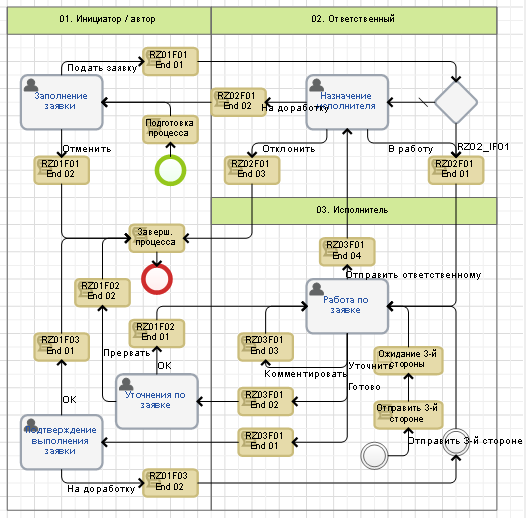 01. Инициатор / автор
02. Ответственный
RZ01F01
End 01
Подать заявку
Заполнение
заявки
RZ02F01
End 02
На доработку
Назначение
исполнителя
Подготовка
процесса
Отменить
Отклонить
В работу
RZ02_IF01
RZ01F01
End 02
RZ02F01
End 03
RZ02F01
End 01
03. Исполнитель
Заверш.
процесса
RZ03F01
End 04
Отправить ответственному
RZ01F02
End 02
Работа по
заявке
RZ01F02
End 01
RZ01F03
End 01
RZ03F01
End 03
Прервать
Ожидание 3-й
стороны
OK
Уточнить
Комментировать
Готово
OK
Уточнения по
заявке
RZ03F01
End 02
Отправить 3-й
стороне
Подтверждение
выполнения
заявки
RZ03F01
End 01
Отправить 3-й стороне
На доработку
RZ01F03
End 02